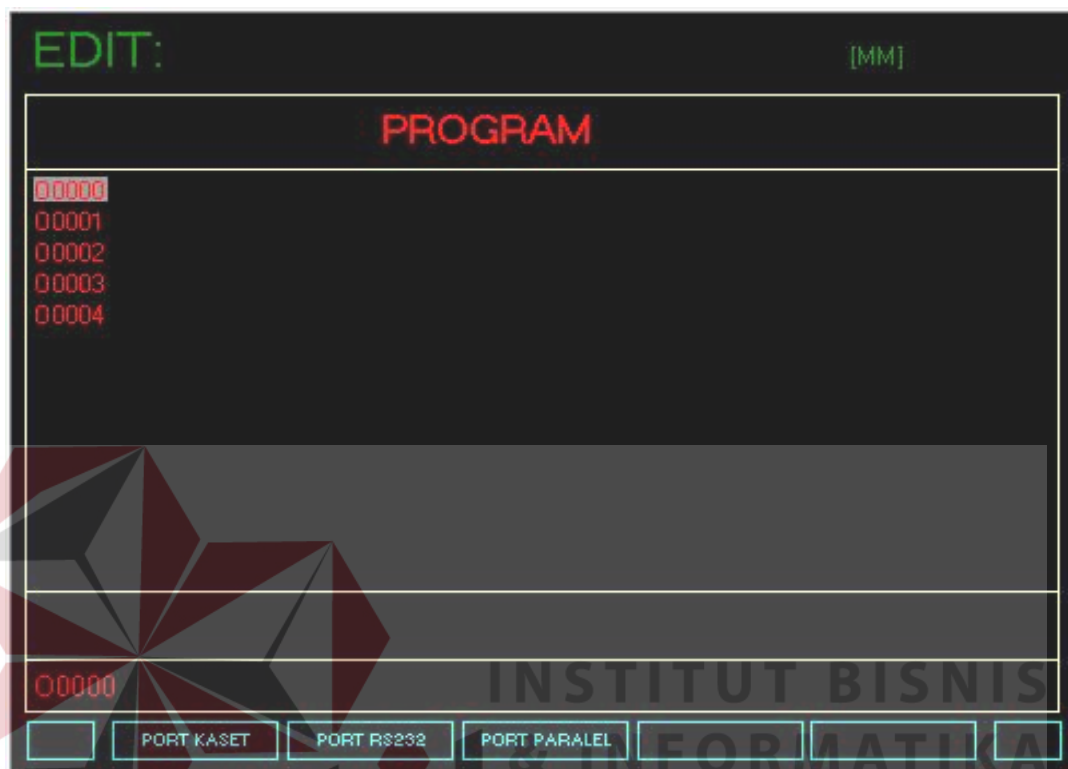 EDIT:
[MM]
PROGRAM
O0000
O0001
O0002
O0003
O0004
O0000
PORT KASET
PORT RS232
PORT PARALEL
INSTITUT BISNIS
& INFORMATIKA